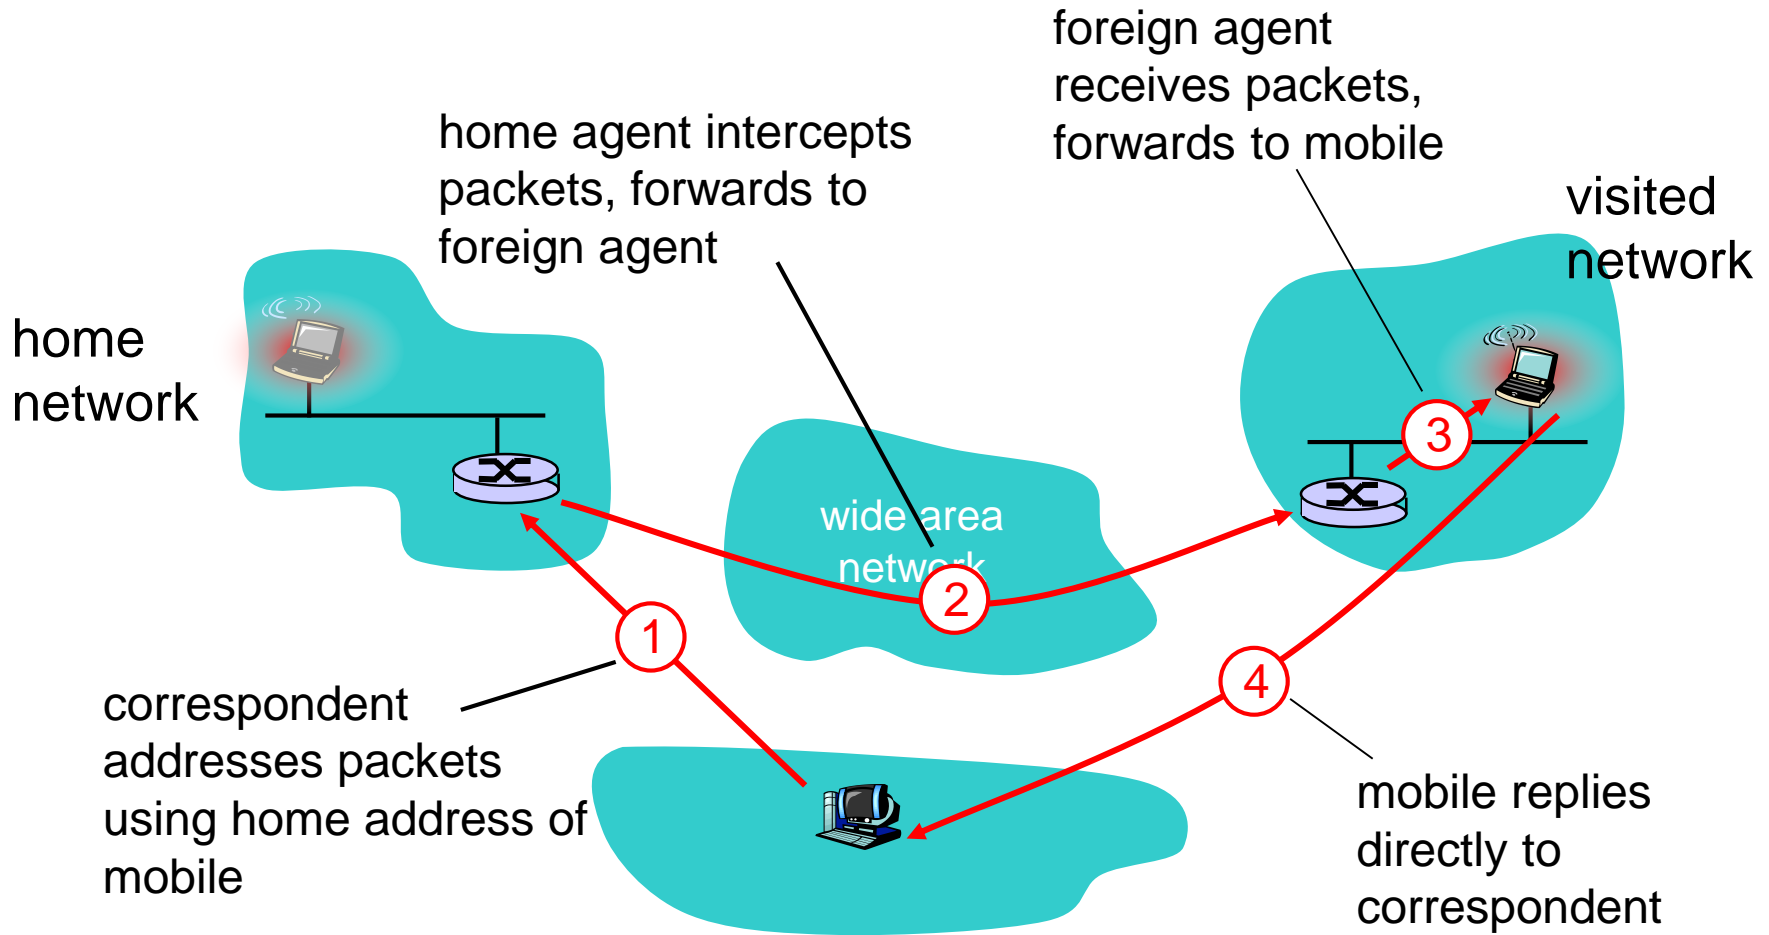 foreign agent
receives packets,
forwards to mobile
home agent intercepts
packets, forwards to
foreign agent
visited
network
home
network
wide area
network
1
2
3
4
correspondent
addresses packets
using home address of
mobile
mobile replies
directly to
correspondent